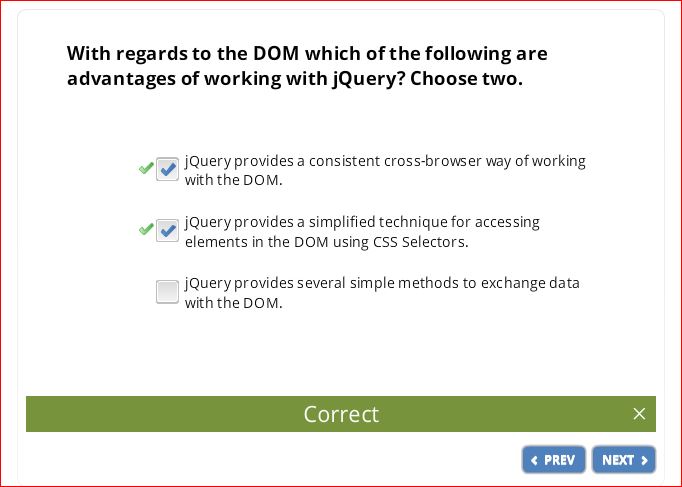 With regards to the DOM which of the following are
advantages of working with jQuery? Choose two.
jQuery provides a consistent cross-browser way of working
with the DOM.
jQuery provides a simplified technique for accessing
elements in the DOM using CSS Selectors.
jQuery provides several simple methods to exchange data
with the DOM.
Correct
PREV
NEXT